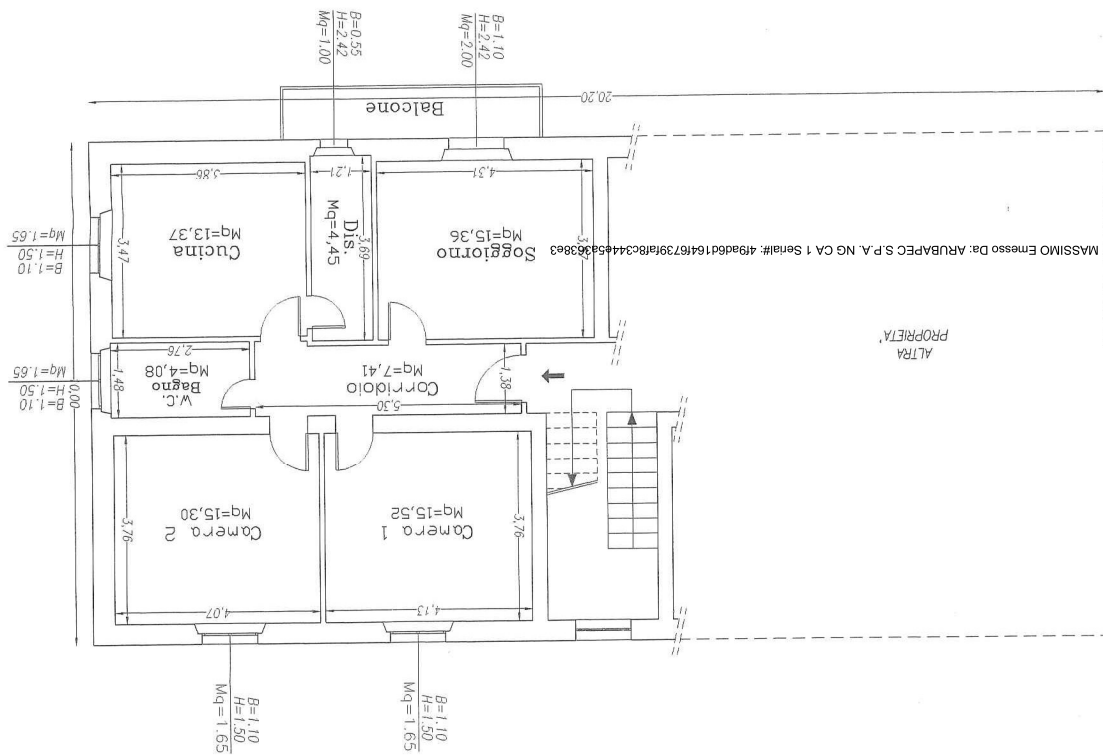 B=0.55
H=2.42
Mq=1.00
B=1.10
H=2.42
Mq=2.00
Balcone
20,20
3,86
1,21
4,31
Cucina
Mq=13,37
3,47
Dis.
Mq=4,45
3,69
Soggiorno
Mq=15,36
B=1.10
H=1.50
Mq=1.65
MASSIMO Ernesto Da: ARUBAPEC S.P.A. NG CA 1 Serial#:
ALTRA
PROPRIETA'
2,76
W.C.
Bagno
Mq=4,08
1,48
B=1.10
H=1.50
Mq=1.65
Corridoio
Mq=7,41
5,30
1,38
Camera 2
Mq=15,30
3,76
4,07
Camera 1
Mq=15,52
3,76
4,13
B=1.10
H=1.50
Mq=1.65
B=1.10
H=1.50
Mq=1.65